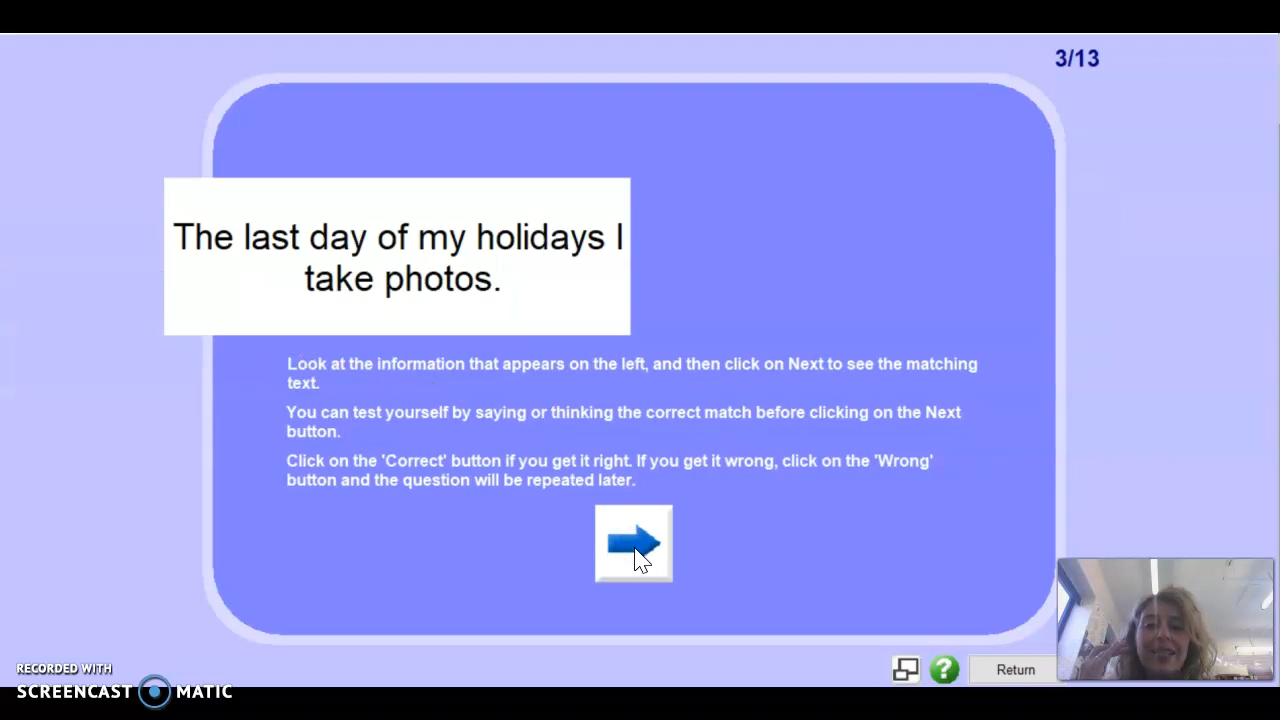 3/13
The last day of my holidays I
take photos.
Look at the information that appears on the left, and then click on Next to see the matching
text.
You can test yourself by saying or thinking the correct match before clicking on the Next
button.
Click on the 'Correct' button if you get it right. If you get it wrong, click on the 'Wrong'
button and the question will be repeated later.
? Return
RECORDED WITH
SCREENCAST MATIC